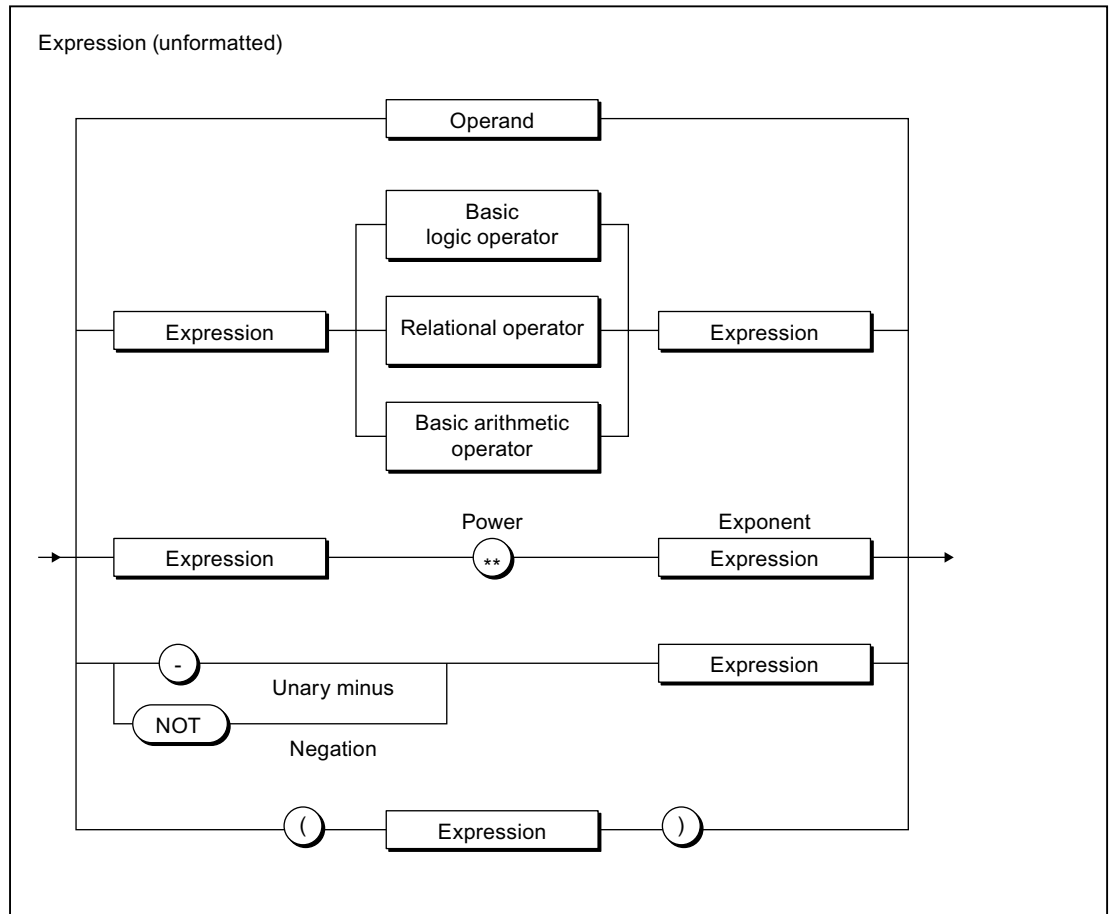 Expression (unformatted)
Operand
Basic
logic operator
Expression
Relational operator
Expression
Basic arithmetic
operator
Power
Exponent
Expression
**
Expression
-
Unary minus
Expression
NOT
Negation
(
Expression
)